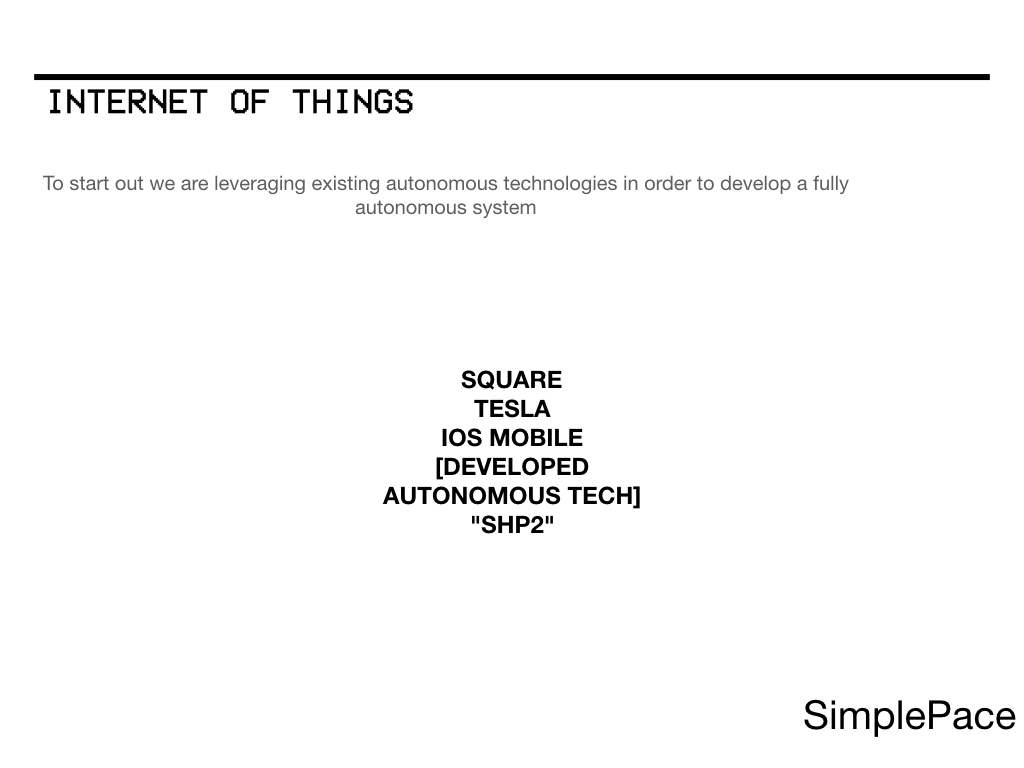 INTERNET OF THINGS
To start out we are leveraging existing autonomous technologies in order to develop a fully
autonomous system
SQUARE
TESLA
IOS MOBILE
[DEVELOPED
AUTONOMOUS TECH]
"SHP2"
SimplePace